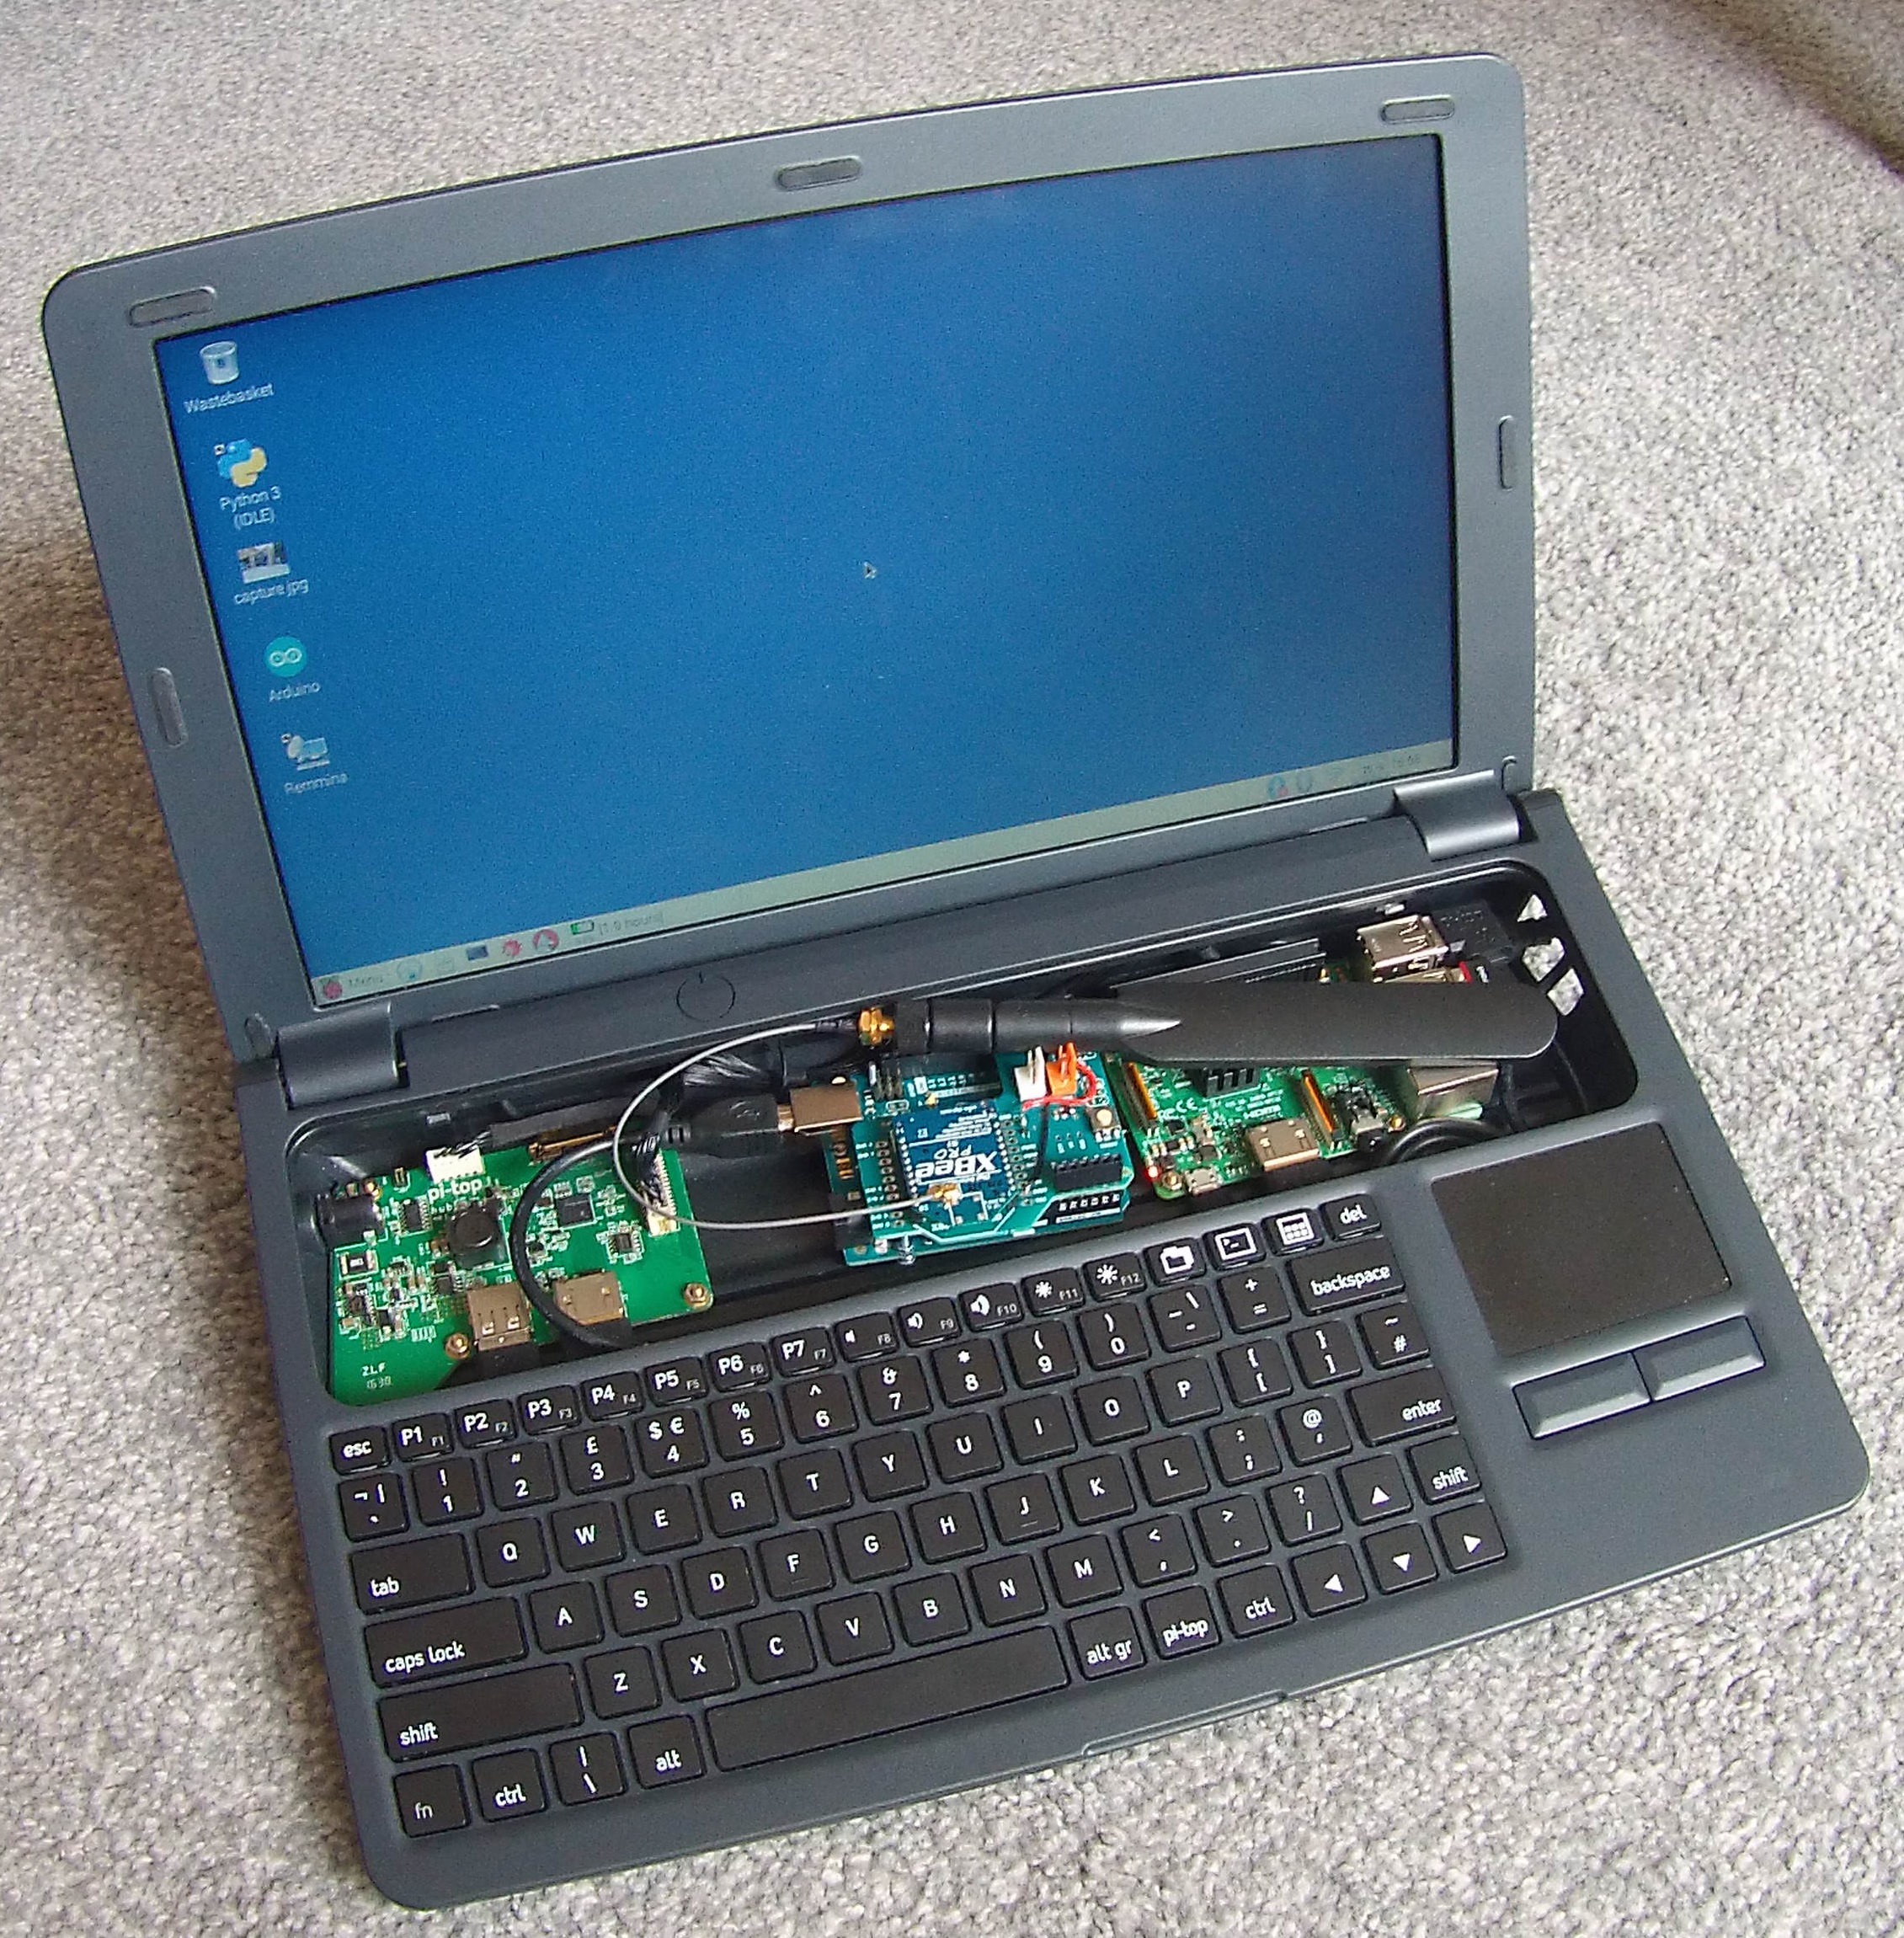 Wastebasket
Python 3
(IDLE)
capture.jpg
Arduino
Remmina
Menu
pi-top
hub
XBee
PRO
ZLF
esc P1 F1 P2 F2 P3 F3 P4 F4 P5 F5 P6 F6 P7 F7 F8 F9 F10 F11 F12 del
¬ | ` ! 1 " 2 £ 3 $ € 4 % 5 ^ 6 & 7 * 8 ( 9 ) 0 _ \ - + = backspace
tab Q W E R T Y U I O P { [ } ] ~ #
caps lock A S D F G H J K L : ; @ ' enter
shift Z X C V B N M < , > . ? / ▲ shift
fn ctrl | \ alt alt gr pi-top ctrl ◀ ▼ ▶